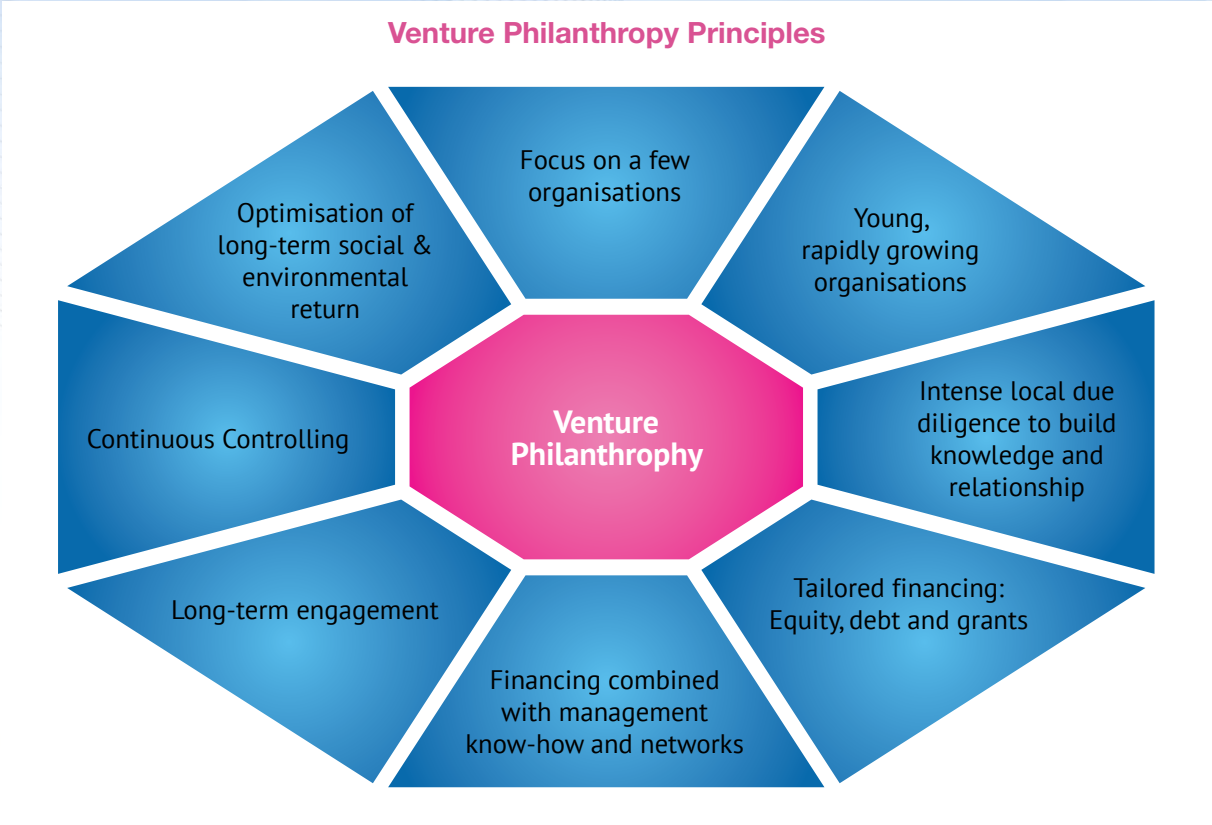 Venture Philanthropy Principles
Focus on a few
organisations
Young,
rapidly growing
organisations
Intense local due
diligence to build
knowledge and
relationship
Tailored financing:
Equity, debt and grants
Financing combined
with management
know-how and networks
Long-term engagement
Continuous Controlling
Optimisation of
long-term social &
environmental
return
Venture
Philanthrophy